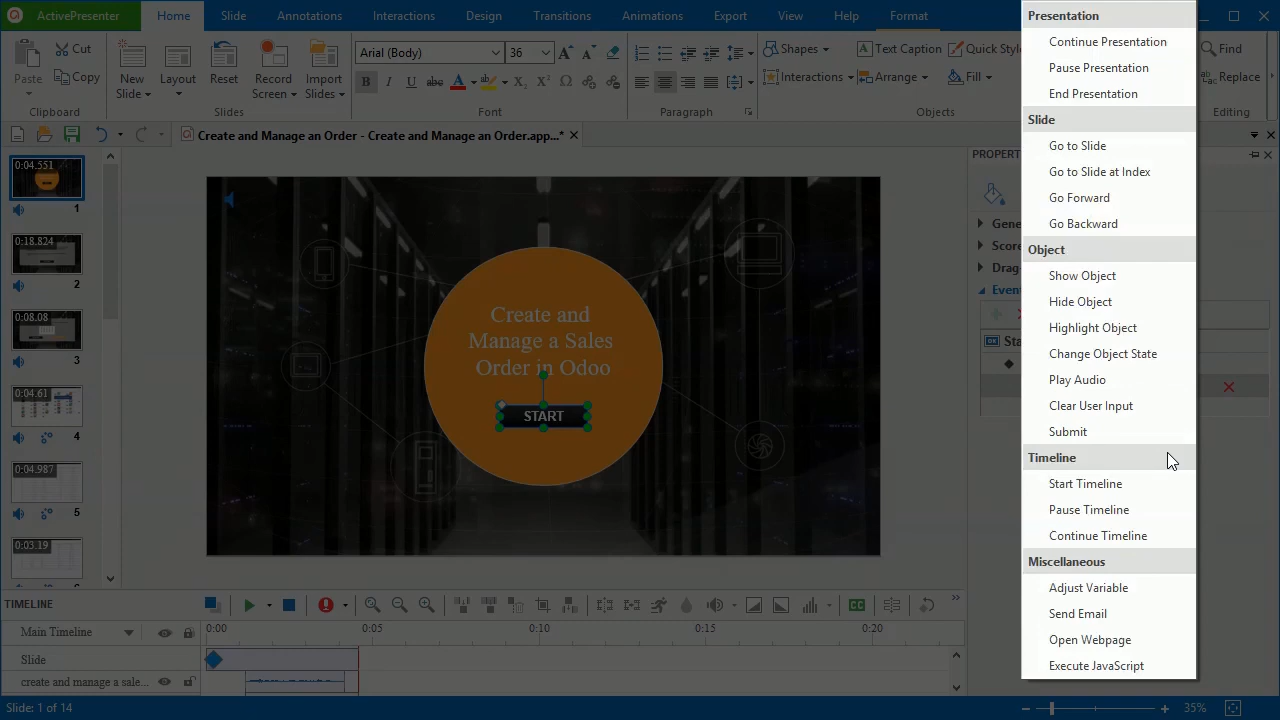 ActivePresenter
Home
Slide
Annotations
Interactions
Design
Transitions
Animations
Export
View
Help
Format
Paste
Cut
Copy
Clipboard
New
Slide
Layout
Reset
Record
Screen
Import
Slides
Slides
Arial (Body)
36
B
I
U
abc
A
X₂
X²
Ω
Font
Paragraph
Shapes
Text Caption
Quick Style
Interactions
Arrange
Fill
Objects
Find
Replace
Editing
Create and Manage an Order - Create and Manage an Order.app...*
0:04.551
1
0:18.824
2
0:08.08
3
0:04.61
4
0:04.987
5
0:03.19
Create and
Manage a Sales
Order in Odoo
START
Presentation
Continue Presentation
Pause Presentation
End Presentation
Slide
Go to Slide
Go to Slide at Index
Go Forward
Go Backward
Object
Show Object
Hide Object
Highlight Object
Change Object State
Play Audio
Clear User Input
Submit
Timeline
Start Timeline
Pause Timeline
Continue Timeline
Miscellaneous
Adjust Variable
Send Email
Open Webpage
Execute JavaScript
PROPERT
Gene
Score
Drag-
Even
OK
Sta
TIMELINE
CC
Main Timeline
0:00
0:05
0:10
0:15
0:20
Slide
create and manage a sale...
Slide: 1 of 14
35%